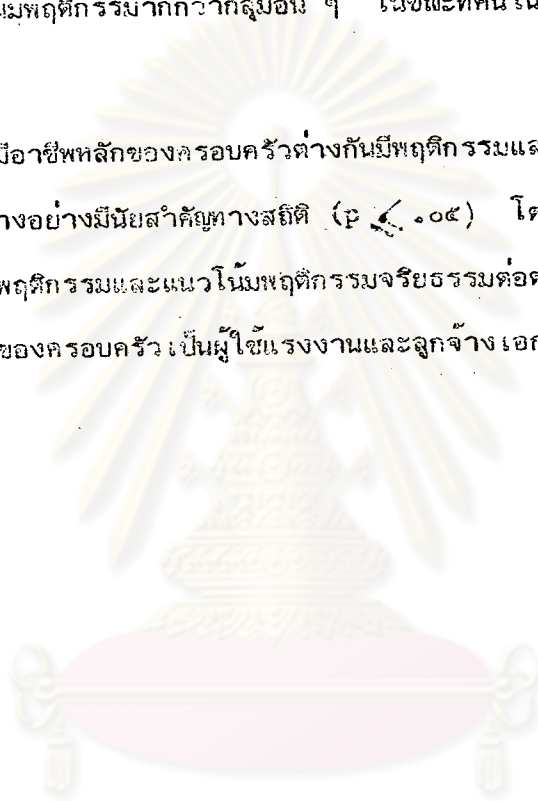 นมพฤติกรรมากกว่ากลุ่มอื่น ๆ ในขณะที่คนใน
มีอาชีพหลักของครอบครัวต่างกันมีพฤติกรรมและ
างอย่างมีนัยสำคัญทางสถิติ (p < .๐๕) โด
พฤติกรรมและแนวโน้มพฤติกรรมจริยธรรมต่อต
ของครอบครัวเป็นผู้ใช้แรงงานและลูกจ้างเอก